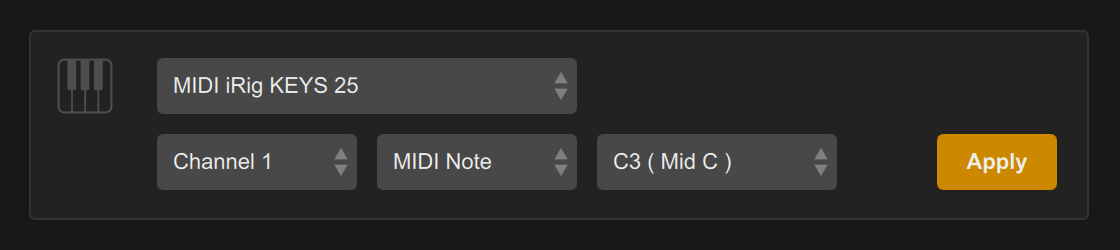 MIDI iRig KEYS 25
Channel 1 MIDI Note C3 ( Mid C ) Apply